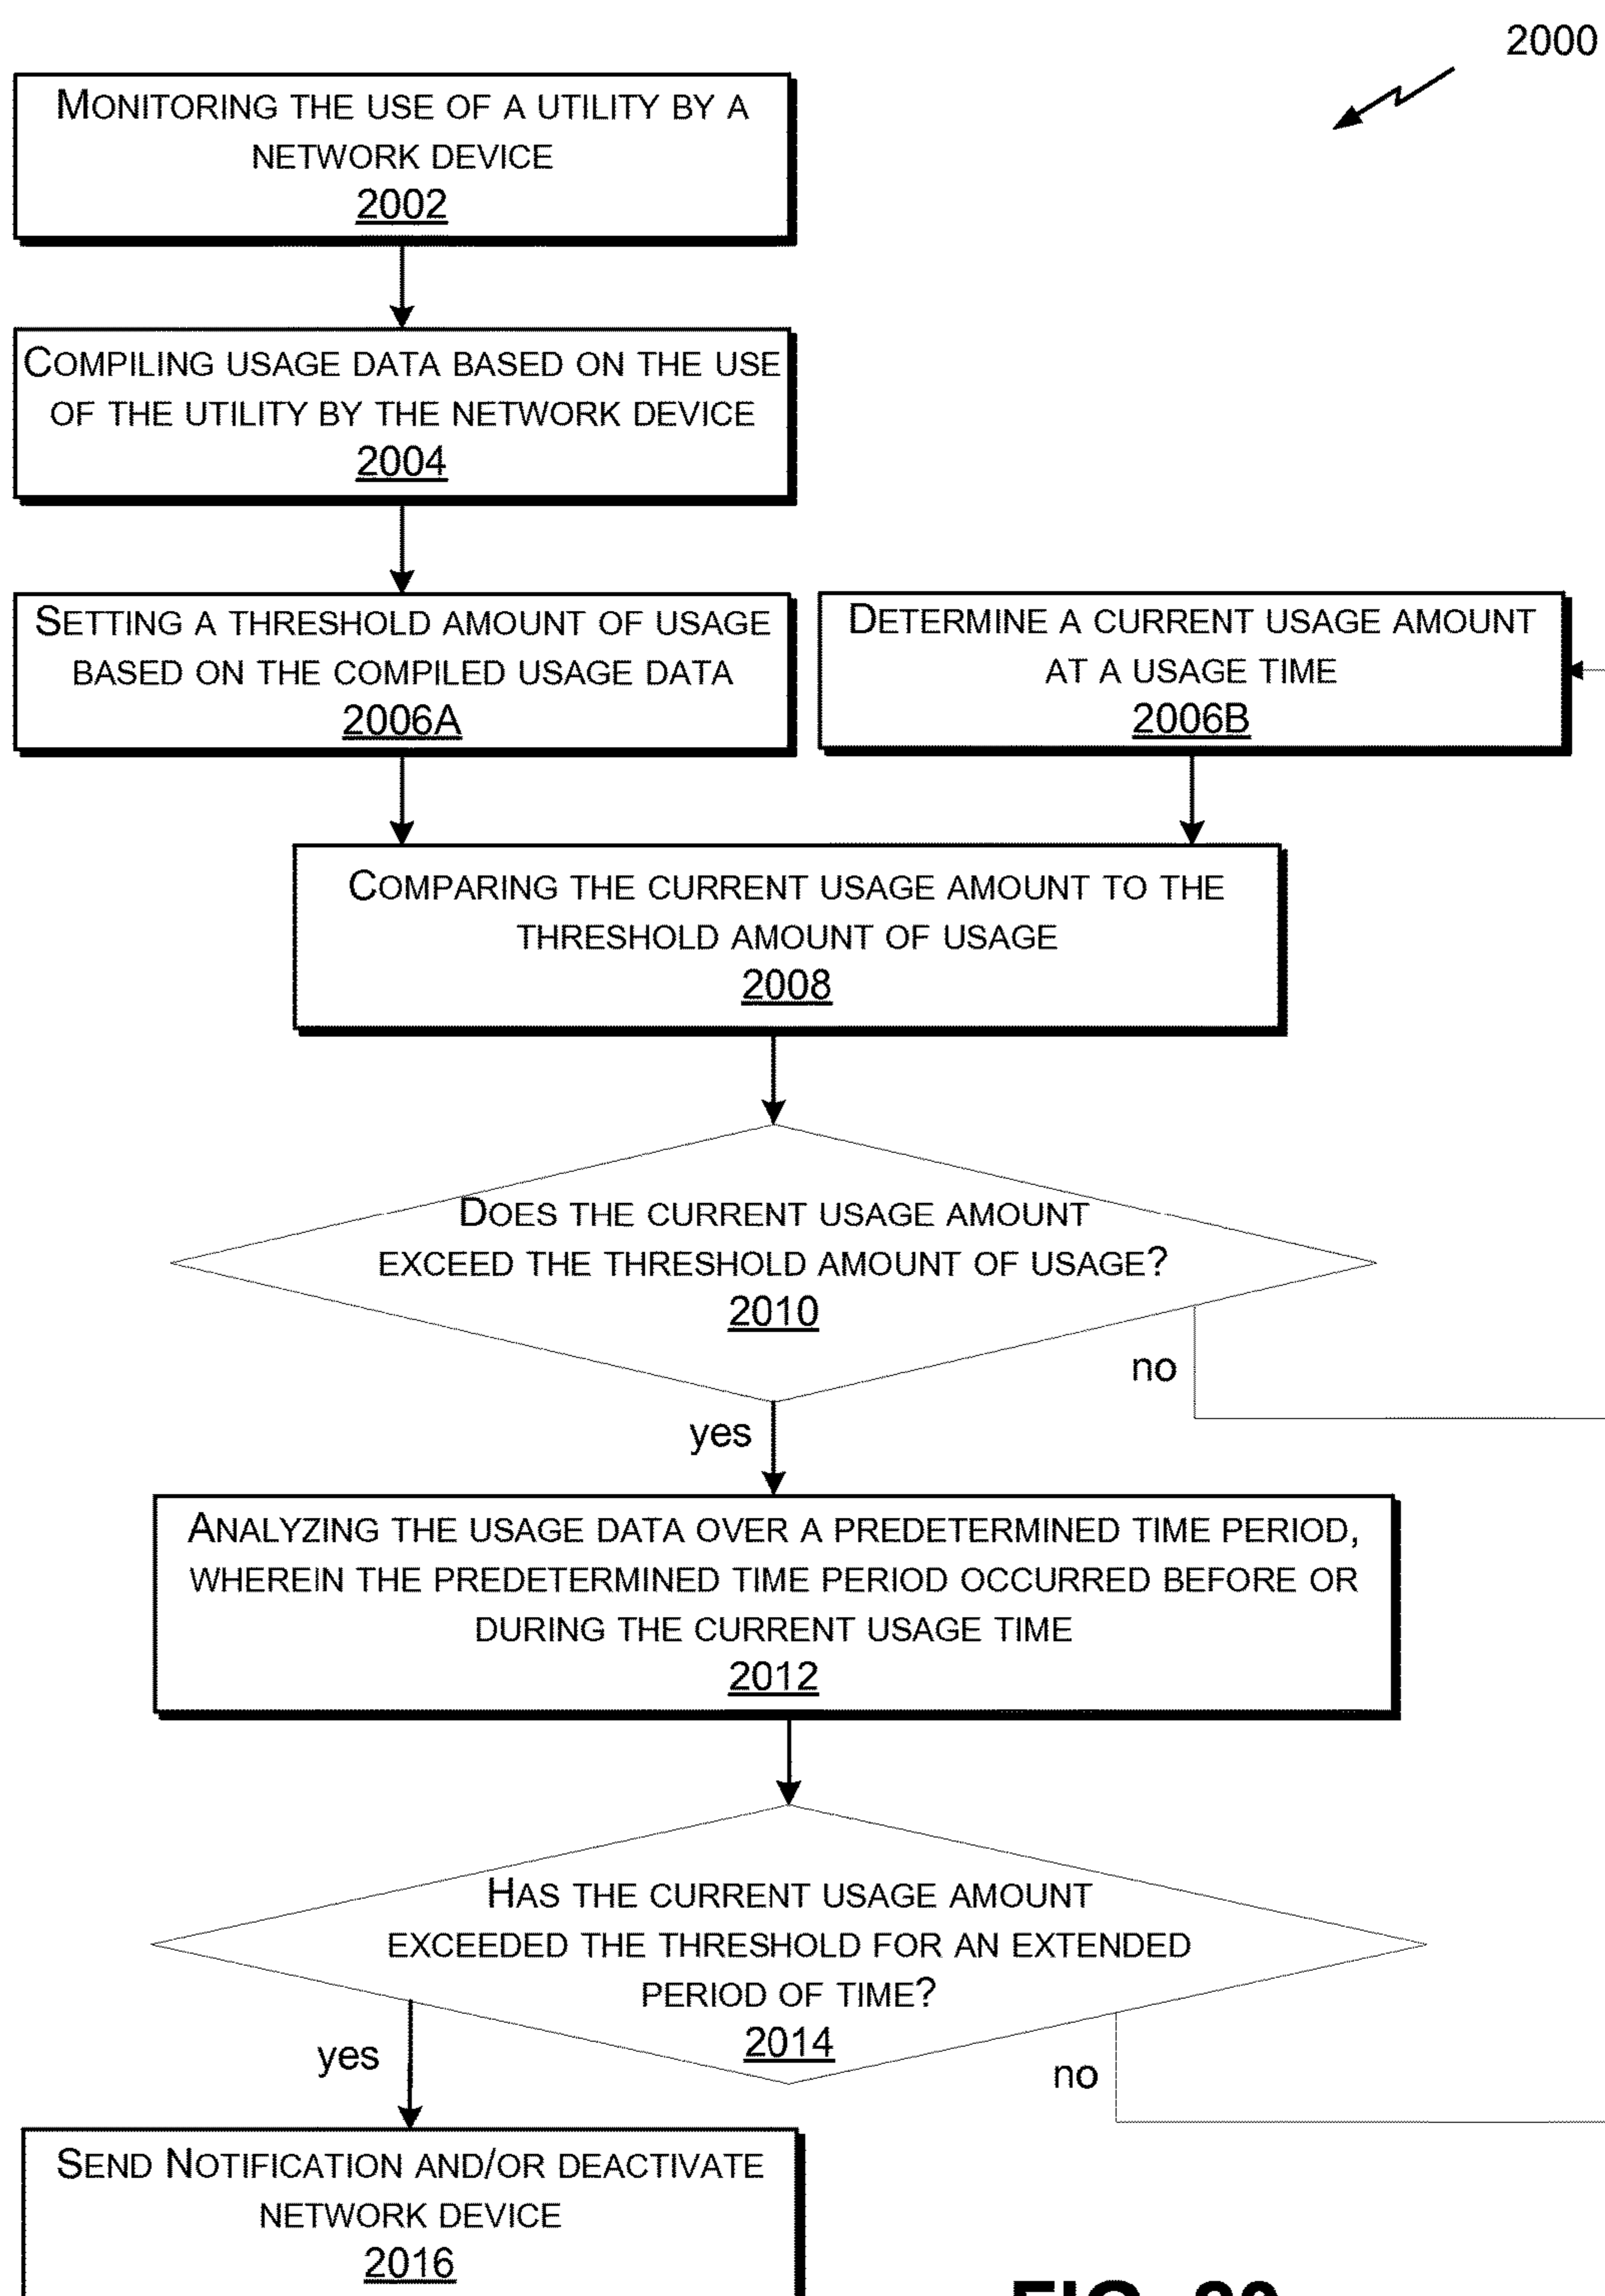 2000
MONITORING THE USE OF A UTILITY BY A
NETWORK DEVICE
2002
COMPILING USAGE DATA BASED ON THE USE
OF THE UTILITY BY THE NETWORK DEVICE
2004
SETTING A THRESHOLD AMOUNT OF USAGE
BASED ON THE COMPILED USAGE DATA
2006A
DETERMINE A CURRENT USAGE AMOUNT
AT A USAGE TIME
2006B
COMPARING THE CURRENT USAGE AMOUNT TO THE
THRESHOLD AMOUNT OF USAGE
2008
DOES THE CURRENT USAGE AMOUNT
EXCEED THE THRESHOLD AMOUNT OF USAGE?
2010
no
yes
ANALYZING THE USAGE DATA OVER A PREDETERMINED TIME PERIOD,
WHEREIN THE PREDETERMINED TIME PERIOD OCCURRED BEFORE OR
DURING THE CURRENT USAGE TIME
2012
HAS THE CURRENT USAGE AMOUNT
EXCEEDED THE THRESHOLD FOR AN EXTENDED
PERIOD OF TIME?
2014
yes
no
SEND NOTIFICATION AND/OR DEACTIVATE
NETWORK DEVICE
2016